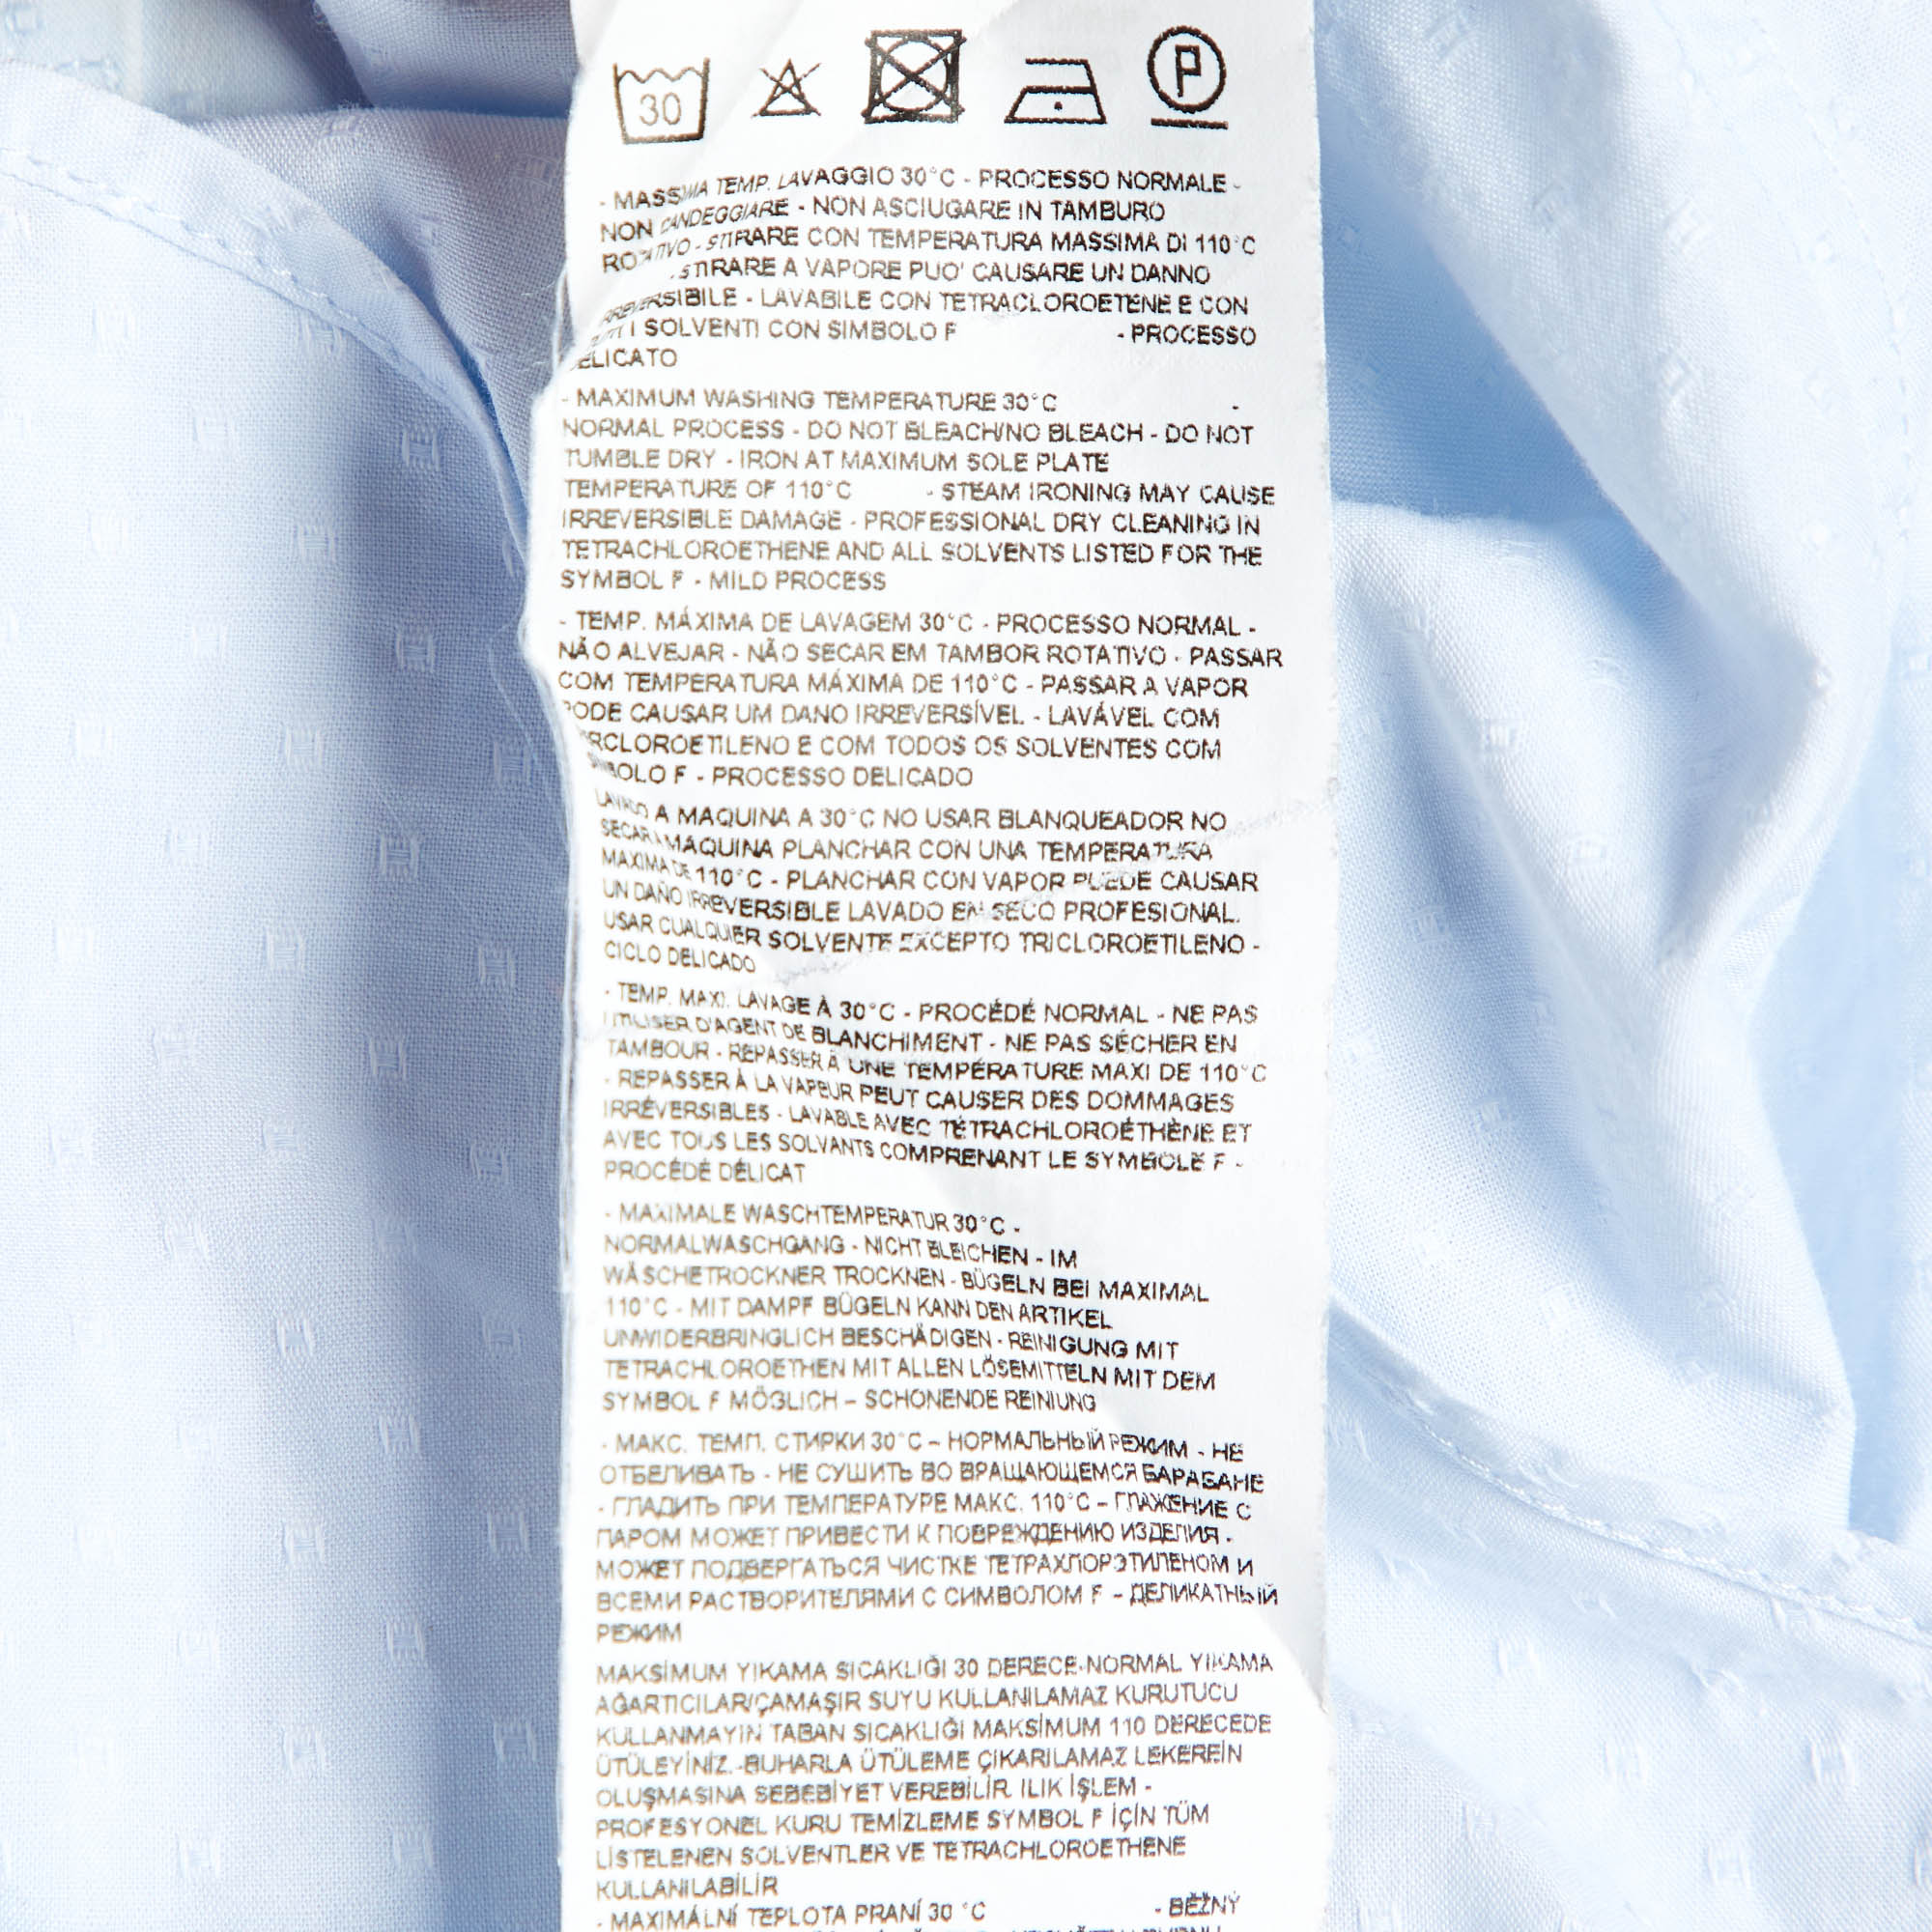 30 P
- MASSIMA TEMP. LAVAGGIO 30°C - PROCESSO NORMALE -
NON CANDEGGIARE - NON ASCIUGARE IN TAMBURO
ROTATIVO - STIRARE CON TEMPERATURA MASSIMA DI 110°C
- STIRARE A VAPORE PUO' CAUSARE UN DANNO
IRREVERSIBILE - LAVABILE CON TETRACLOROETENE E CON
TUTTI I SOLVENTI CON SIMBOLO F - PROCESSO
DELICATO
- MAXIMUM WASHING TEMPERATURE 30°C -
NORMAL PROCESS - DO NOT BLEACH/NO BLEACH - DO NOT
TUMBLE DRY - IRON AT MAXIMUM SOLE PLATE
TEMPERATURE OF 110°C - STEAM IRONING MAY CAUSE
IRREVERSIBLE DAMAGE - PROFESSIONAL DRY CLEANING IN
TETRACHLOROETHENE AND ALL SOLVENTS LISTED FOR THE
SYMBOL F - MILD PROCESS
- TEMP. MÁXIMA DE LAVAGEM 30°C - PROCESSO NORMAL -
NÃO ALVEJAR - NÃO SECAR EM TAMBOR ROTATIVO - PASSAR
COM TEMPERATURA MÁXIMA DE 110°C - PASSAR A VAPOR
PODE CAUSAR UM DANO IRREVERSÍVEL - LAVÁVEL COM
RCLOROETILENO E COM TODOS OS SOLVENTES COM
SIMBOLO F - PROCESSO DELICADO
LAVADO A MAQUINA A 30°C NO USAR BLANQUEADOR NO
SECAR A MAQUINA PLANCHAR CON UNA TEMPERATURA
MAXIMA DE 110°C - PLANCHAR CON VAPOR PUEDE CAUSAR
UN DAÑO IRREVERSIBLE LAVADO EN SECO PROFESIONAL.
USAR CUALQUIER SOLVENTE EXCEPTO TRICLOROETILENO -
CICLO DELICADO
- TEMP. MAXI. LAVAGE À 30°C - PROCÉDÉ NORMAL - NE PAS
UTILISER D'AGENT DE BLANCHIMENT - NE PAS SÉCHER EN
TAMBOUR - REPASSER À UNE TEMPÉRATURE MAXI DE 110°C
- REPASSER À LA VAPEUR PEUT CAUSER DES DOMMAGES
IRRÉVERSIBLES - LAVABLE AVEC TÉTRACHLOROÉTHÈNE ET
AVEC TOUS LES SOLVANTS COMPRENANT LE SYMBOLE F -
PROCÉDÉ DÉLICAT
- MAXIMALE WASCHTEMPERATUR 30°C -
NORMALWASCHGANG - NICHT BLEICHEN - IM
WÄSCHETROCKNER TROCKNEN - BÜGELN BEI MAXIMAL
110°C - MIT DAMPF BÜGELN KANN DEN ARTIKEL
UNWIDERBRINGLICH BESCHÄDIGEN - REINIGUNG MIT
TETRACHLOROETHEN MIT ALLEN LÖSEMITTELN MIT DEM
SYMBOL F MÖGLICH – SCHONENDE REINIUNG
- МАКС. ТЕМП. СТИРКИ 30°C – НОРМАЛЬНЫЙ РЕЖИМ - НЕ
ОТБЕЛИВАТЬ - НЕ СУШИТЬ ВО ВРАЩАЮЩЕМСЯ БАРАБАНЕ
- ГЛАДИТЬ ПРИ ТЕМПЕРАТУРЕ МАКС. 110°C – ГЛАЖЕНИЕ С
ПАРОМ МОЖЕТ ПРИВЕСТИ К ПОВРЕЖДЕНИЮ ИЗДЕЛИЯ -
МОЖЕТ ПОДВЕРГАТЬСЯ ЧИСТКЕ ТЕТРАХЛОРЭТИЛЕНОМ И
ВСЕМИ РАСТВОРИТЕЛЯМИ С СИМВОЛОМ F – ДЕЛИКАТНЫЙ
РЕЖИМ
MAKSİMUM YIKAMA SICAKLIĞI 30 DERECE-NORMAL YIKAMA
AĞARTICILAR/ÇAMAŞIR SUYU KULLANILAMAZ KURUTUCU
KULLANMAYIN TABAN SICAKLIĞI MAKSİMUM 110 DERECEDE
ÜTÜLEYİNİZ.-BUHARLA ÜTÜLEME ÇIKARILAMAZ LEKEREİN
OLUŞMASINA SEBEBİYET VEREBİLİR. ILIK İŞLEM -
PROFESYONEL KURU TEMİZLEME SYMBOL F İÇİN TÜM
LİSTELENEN SOLVENTLER VE TETRACHLOROETHENE
KULLANILABİLİR
- MAXIMÁLNÍ TEPLOTA PRANÍ 30 °C - BĚŽNÝ